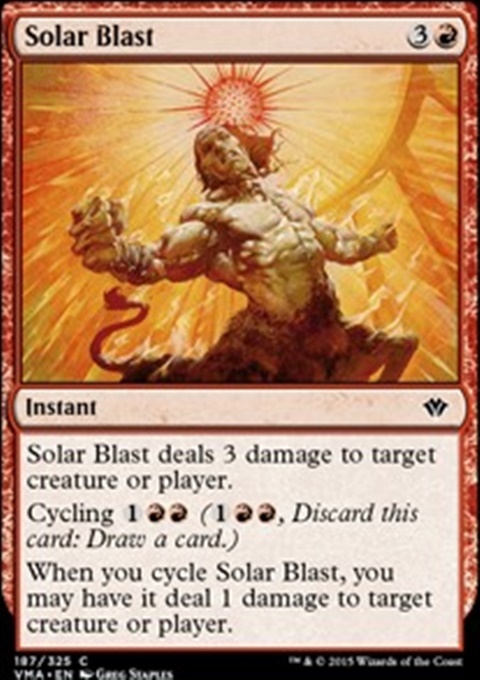 Solar Blast 3
Instant
Solar Blast deals 3 damage to target
creature or player.
Cycling 1 (1, Discard this
card: Draw a card.)
When you cycle Solar Blast, you
may have it deal 1 damage to target
creature or player.
187/325 C
VMA • EN Greg Staples
™ & © 2015 Wizards of the Coast